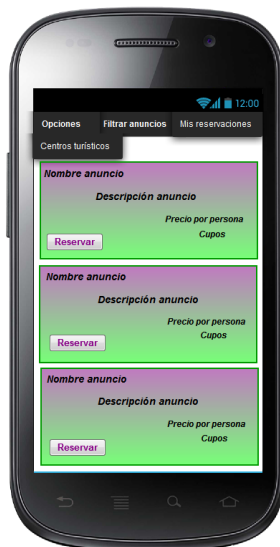 12:00
Opciones Filtrar anuncios Mis reservaciones
Centros turísticos
Nombre anuncio
Descripción anuncio
Precio por persona
Cupos
Reservar
Nombre anuncio
Descripción anuncio
Precio por persona
Cupos
Reservar
Nombre anuncio
Descripción anuncio
Precio por persona
Cupos
Reservar